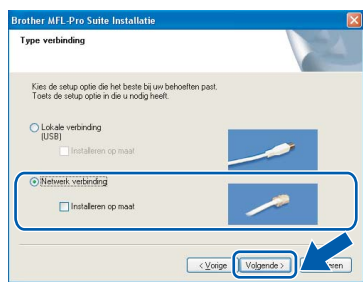 Brother MFL-Pro Suite Installatie
Type verbinding
Kies de setup optie die het beste bij uw behoeften past.
Toets de setup optie in die u nodig heeft.
Lokale verbinding
(USB)
Installeren op maat
Netwerk verbinding
Installeren op maat
< Vorige
Volgende >